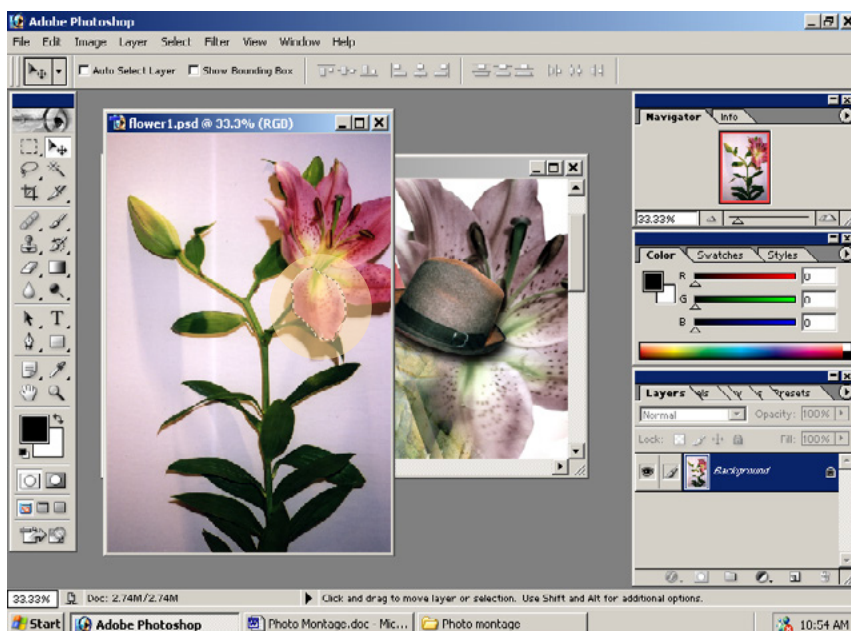 Adobe Photoshop
File Edit Image Layer Select Filter View Window Help
Auto Select Layer Show Bounding Box
flower1.psd @ 33.3% (RGB)
Navigator Info
33.33%
Color Swatches Styles
R 0
G 0
B 0
Layers Presets
Normal Opacity: 100%
Lock: Fill: 100%
Background
33.33% Doc: 2.74M/2.74M Click and drag to move layer or selection. Use Shift and Alt for additional options.
Start Adobe Photoshop Photo Montage.doc - Mic... Photo montage 10:54 AM